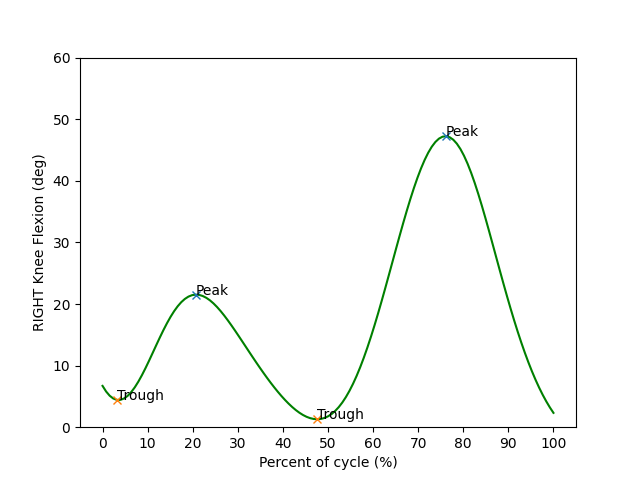 60
50
40
30
20
10
0
RIGHT Knee Flexion (deg)
Peak
Peak
Trough
Trough
0 10 20 30 40 50 60 70 80 90 100
Percent of cycle (%)